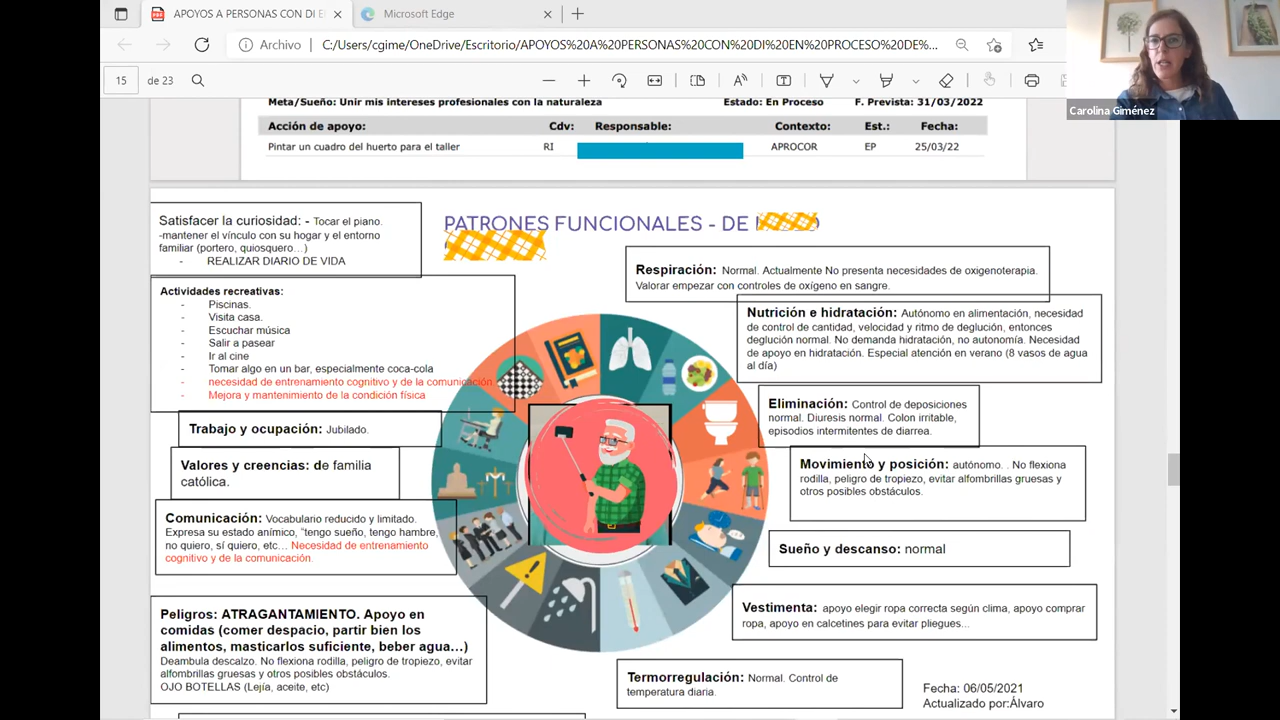 APOYOS A PERSONAS CON DI E
Microsoft Edge
Archivo
C:/Users/cgime/OneDrive/Escritorio/APOYOS%20A%20PERSONAS%20CON%20DI%20EN%20PROCESO%20DE%...
15
de 23
Carolina Giménez
Meta/Sueño: Unir mis intereses profesionales con la naturaleza
Estado: En Proceso
F. Prevista: 31/03/2022
Acción de apoyo:
Cdv:
Responsable:
Contexto:
Est.:
Fecha:
Pintar un cuadro del huerto para el taller
RI
APROCOR
EP
25/03/22
PATRONES FUNCIONALES - DE
Satisfacer la curiosidad: - Tocar el piano.
-mantener el vínculo con su hogar y el entorno
familiar (portero, quiosquero...)
- REALIZAR DIARIO DE VIDA
Actividades recreativas:
- Piscinas.
- Visita casa.
- Escuchar música
- Salir a pasear
- Ir al cine
- Tomar algo en un bar, especialmente coca-cola
- necesidad de entrenamiento cognitivo y de la comunicación.
- Mejora y mantenimiento de la condición física
Trabajo y ocupación: Jubilado.
Valores y creencias: de familia
católica.
Comunicación: Vocabulario reducido y limitado.
Expresa su estado anímico, "tengo sueño, tengo hambre,
no quiero, sí quiero, etc... Necesidad de entrenamiento
cognitivo y de la comunicación.
Peligros: ATRAGANTAMIENTO. Apoyo en
comidas (comer despacio, partir bien los
alimentos, masticarlos suficiente, beber agua...)
Deambula descalzo. No flexiona rodilla, peligro de tropiezo, evitar
alfombrillas gruesas y otros posibles obstáculos.
OJO BOTELLAS (Lejía, aceite, etc)
Respiración: Normal. Actualmente No presenta necesidades de oxigenoterapia.
Valorar empezar con controles de oxígeno en sangre.
Nutrición e hidratación: Autónomo en alimentación, necesidad
de control de cantidad, velocidad y ritmo de deglución, entonces
deglución normal. No demanda hidratación, no autonomía. Necesidad
de apoyo en hidratación. Especial atención en verano (8 vasos de agua
al día)
Eliminación: Control de deposiciones
normal. Diuresis normal. Colon irritable,
episodios intermitentes de diarrea.
Movimiento y posición: autónomo. . No flexiona
rodilla, peligro de tropiezo, evitar alfombrillas gruesas y
otros posibles obstáculos.
Sueño y descanso: normal
Vestimenta: apoyo elegir ropa correcta según clima, apoyo comprar
ropa, apoyo en calcetines para evitar pliegues...
Termorregulación: Normal. Control de
temperatura diaria.
Fecha: 06/05/2021
Actualizado por:Álvaro